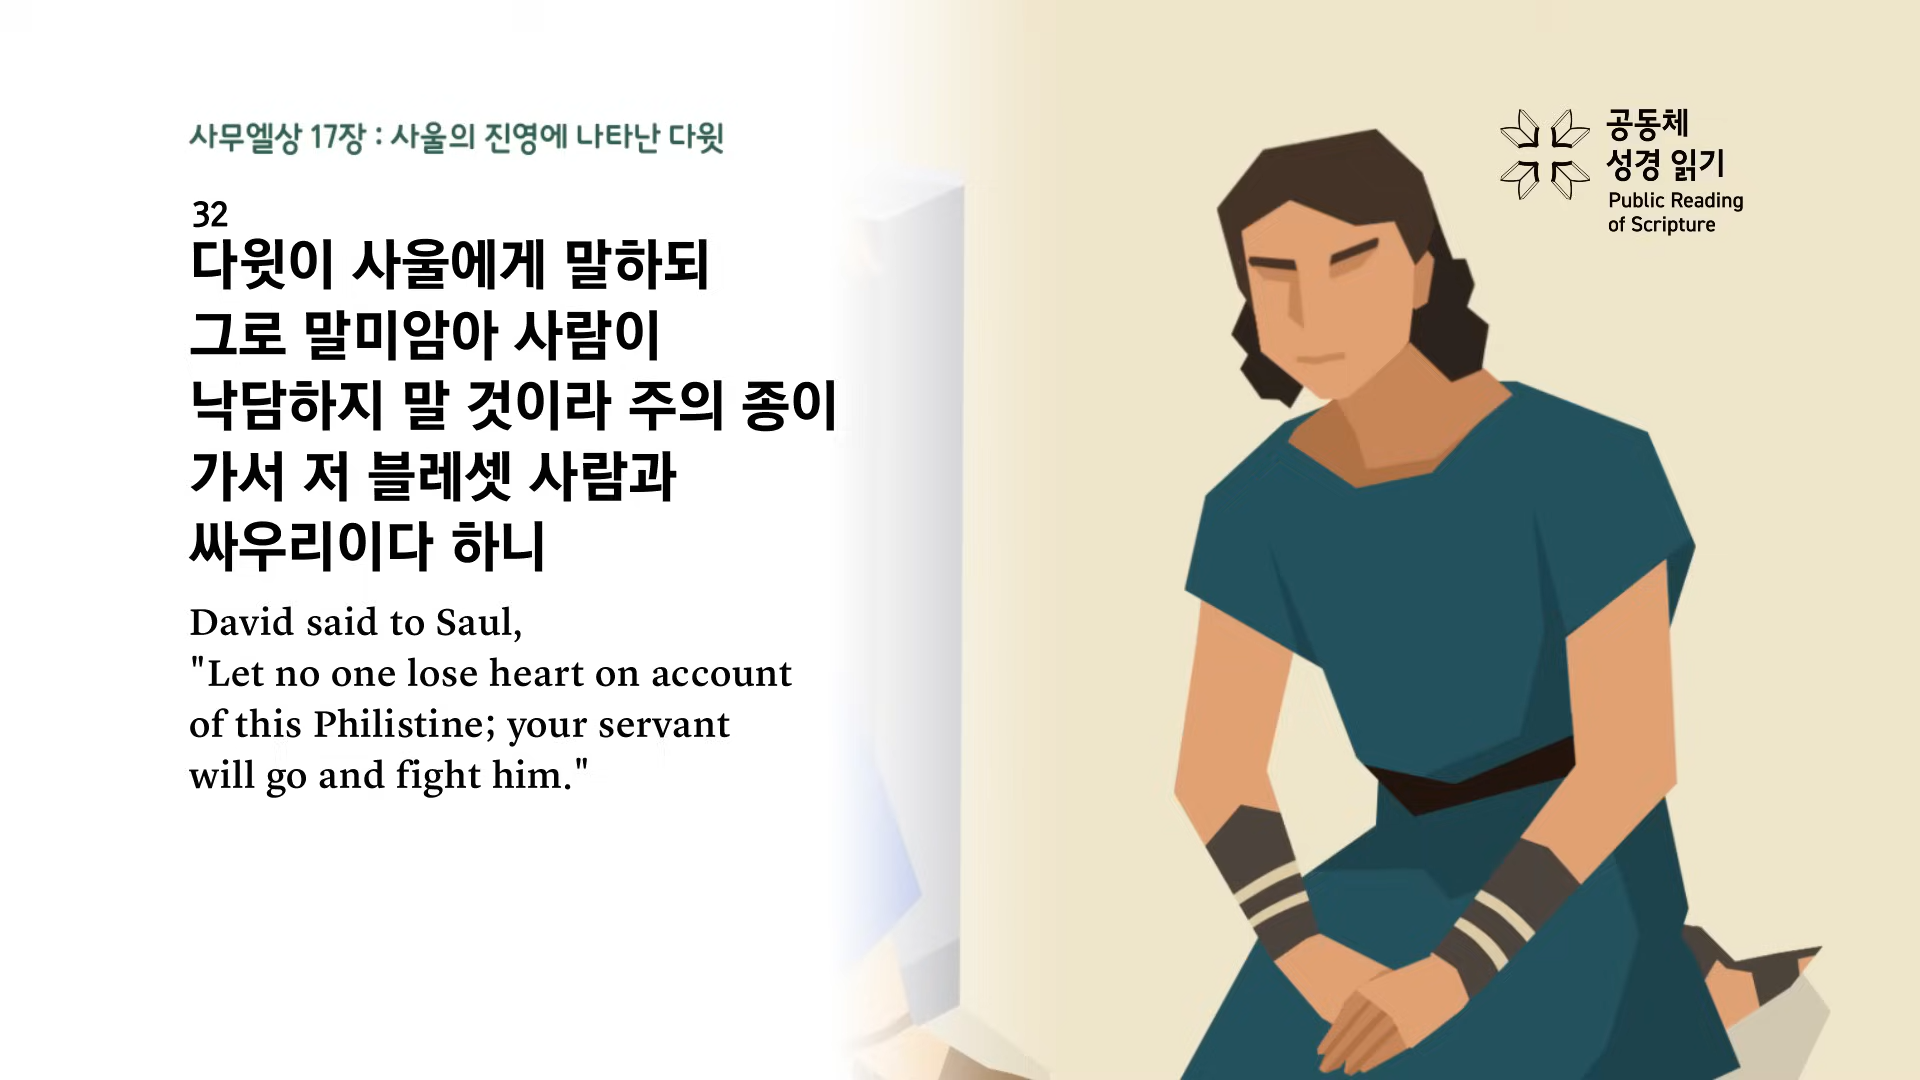 사무엘상 17장 : 사울의 진영에 나타난 다윗
32
다윗이 사울에게 말하되
그로 말미암아 사람이
낙담하지 말 것이라 주의 종이
가서 저 블레셋 사람과
싸우리이다 하니
David said to Saul,
"Let no one lose heart on account
of this Philistine; your servant
will go and fight him."
공동체
성경 읽기
Public Reading
of Scripture